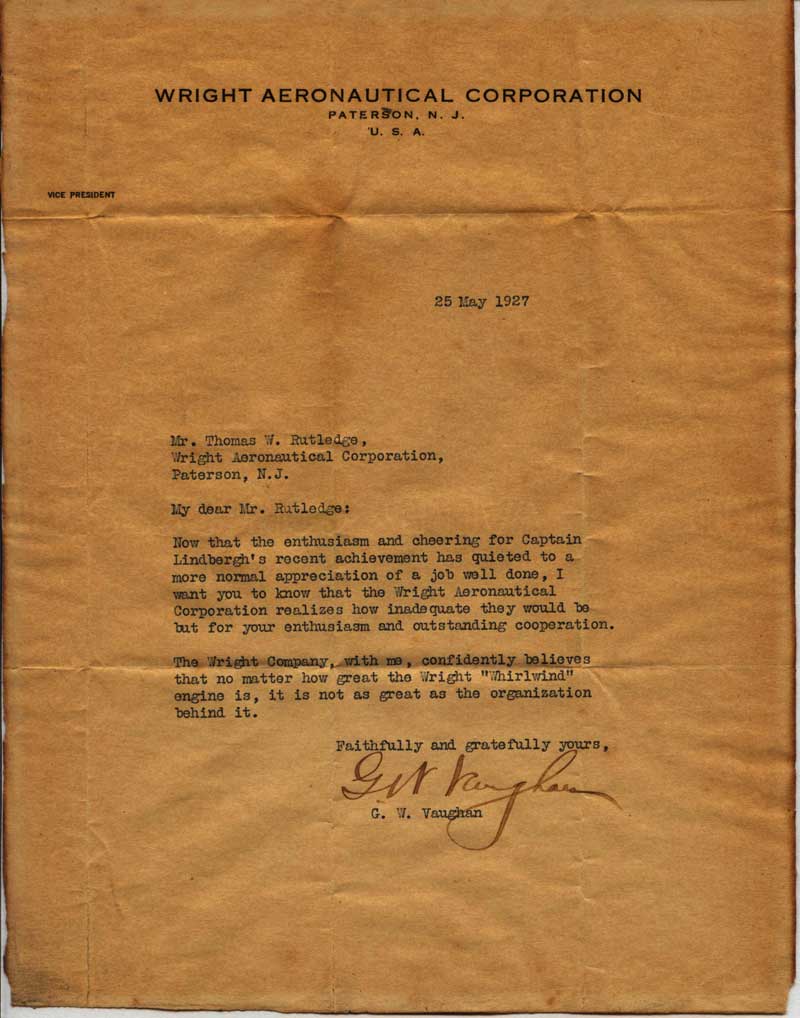 WRIGHT AERONAUTICAL CORPORATION
PATERSON, N. J.
U. S. A.
VICE PRESIDENT
25 May 1927
Mr. Thomas W. Rutledge,
Wright Aeronautical Corporation,
Paterson, N.J.
My dear Mr. Rutledge:
Now that the enthusiasm and cheering for Captain
Lindbergh's recent achievement has quieted to a
more normal appreciation of a job well done, I
want you to know that the Wright Aeronautical
Corporation realizes how inadequate they would be
but for your enthusiasm and outstanding cooperation.
The Wright Company, with me, confidently believes
that no matter how great the Wright "Whirlwind"
engine is, it is not as great as the organization
behind it.
Faithfully and gratefully yours,
G W Vaughan
G. W. Vaughan